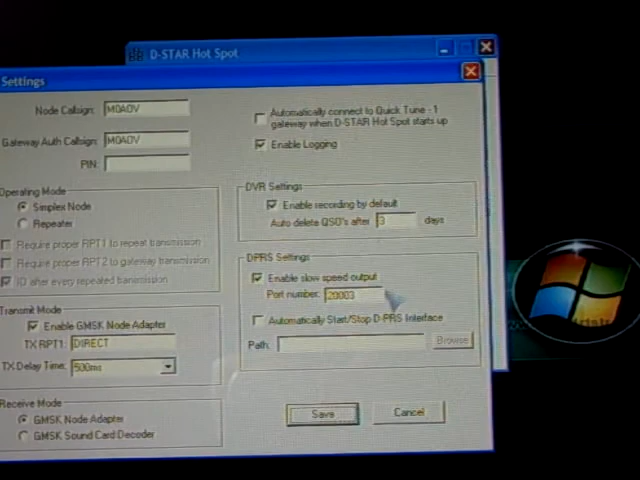 D-STAR Hot Spot
Settings
Node Callsign: M0AOV
Gateway Auth Callsign: M0AOV
PIN:
Operating Mode
Simplex Node
Repeater
Require proper RPT1 to repeat transmission
Require proper RPT2 to gateway transmission
ID after every repeated transmission
Transmit Mode
Enable GMSK Node Adapter
TX RPT1: DIRECT
TX Delay Time: 500ms
Receive Mode
GMSK Node Adapter
GMSK Sound Card Decoder
Automatically connect to Quick Tune - 1
gateway when D-STAR Hot Spot starts up
Enable Logging
DVR Settings
Enable recording by default
Auto delete QSO's after 3 days
DPRS Settings
Enable slow speed output
Port number: 20003
Automatically Start/Stop D-PRS Interface
Path: Browse
Save Cancel